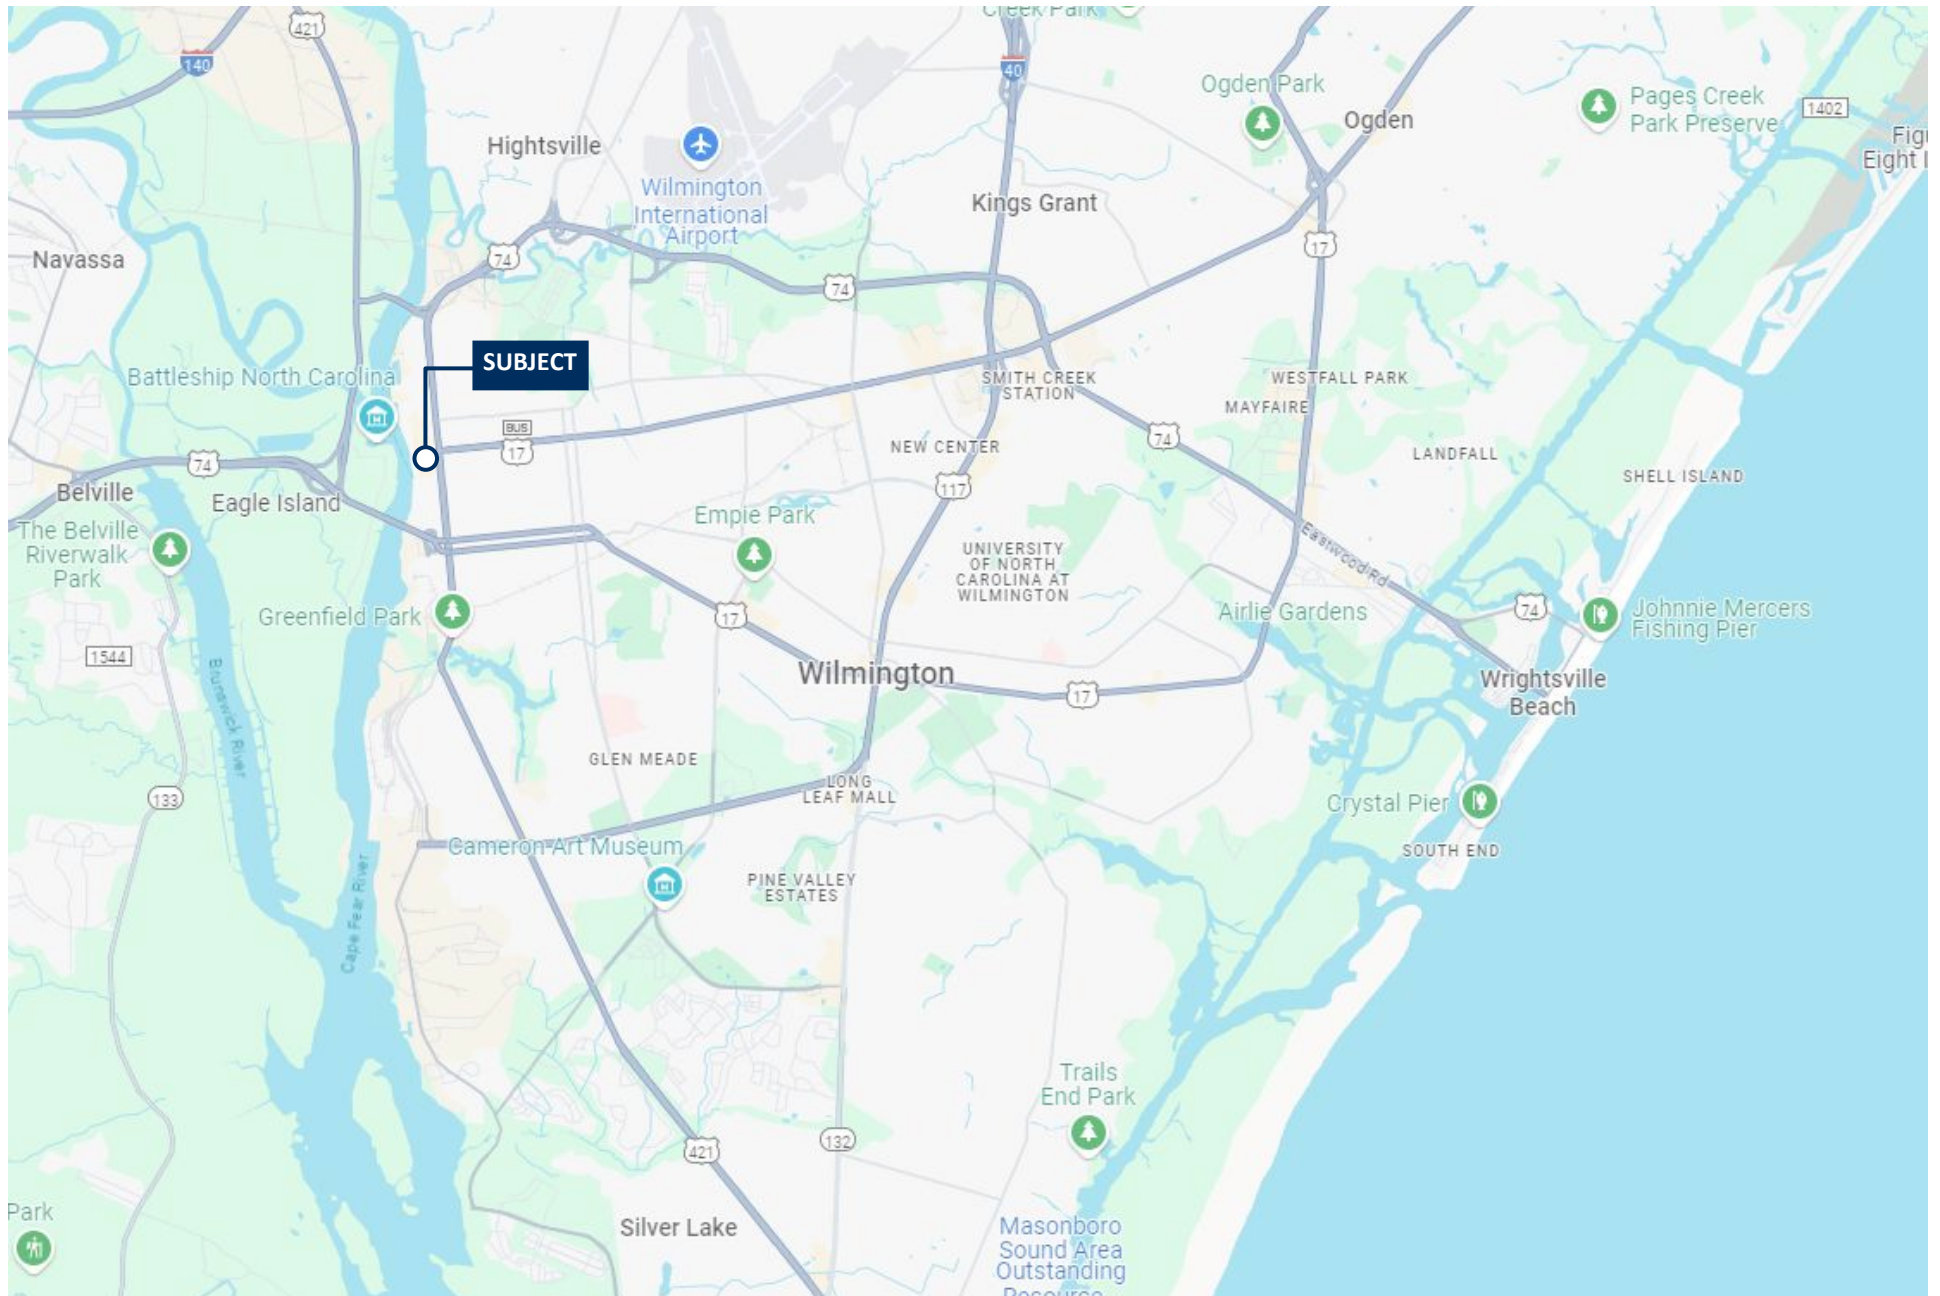 Creek Park
421
140
40
Ogden Park
Pages Creek
Park Preserve
1402
Ogden
Hightsville
Eight I
Wilmington
International
Airport
Kings Grant
17
Navassa
74
74
SUBJECT
Battleship North Carolina
SMITH CREEK
STATION
WESTFALL PARK
MAYFAIRE
BUS
17
NEW CENTER
74
LANDFALL
74
SHELL ISLAND
Belville
Eagle Island
117
The Belville
Riverwalk
Park
Empie Park
Eastwood Rd
UNIVERSITY
OF NORTH
CAROLINA AT
WILMINGTON
Greenfield Park
17
Airlie Gardens
74
Johnnie Mercers
Fishing Pier
1544
Brunswick River
Wilmington
17
Wrightsville
Beach
GLEN MEADE
133
LONG
LEAF MALL
Crystal Pier
Cameron Art Museum
SOUTH END
Cape Fear River
PINE VALLEY
ESTATES
Trails
End Park
421
132
Park
Silver Lake
Masonboro
Sound Area
Outstanding
Resource